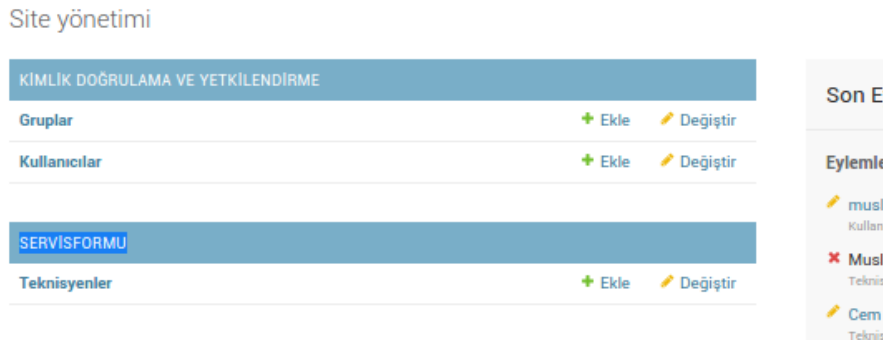 Site yönetimi
KİMLİK DOĞRULAMA VE YETKİLENDİRME
Gruplar Ekle Değiştir
Kullanıcılar Ekle Değiştir
SERVİSFORMU
Teknisyenler Ekle Değiştir
Son E
Eylemle
musl
Kullan
Musl
Teknis
Cem
Teknis